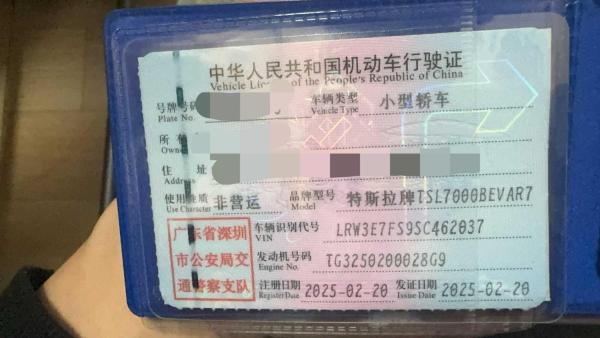 中华人民共和国机动车行驶证
Vehicle of the People's Republic of China
号牌号码
Plate No.
车辆类型
Vehicle Type
小型轿车
所
Owner
住 址
Address
使用性质
Use Character
非营运
品牌型号
Model
特斯拉牌TSL7000BEVAR7
广东省深圳
市公安局交
通警察支队
车辆识别代号
VIN
LRW3E7FS9SC462037
发动机号码
Engine No.
TG3250200028G9
注册日期
Register Date
2025-02-20
发证日期
Issue Date
2025-02-20